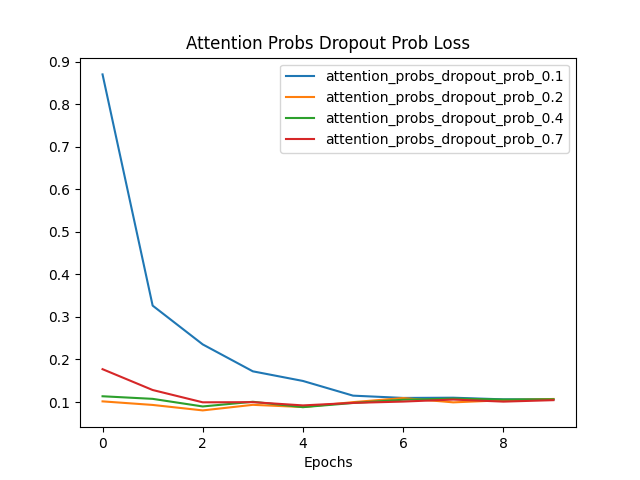 Attention Probs Dropout Prob Loss
attention_probs_dropout_prob_0.1
attention_probs_dropout_prob_0.2
attention_probs_dropout_prob_0.4
attention_probs_dropout_prob_0.7
0.9
0.8
0.7
0.6
0.5
0.4
0.3
0.2
0.1
0 2 4 6 8
Epochs